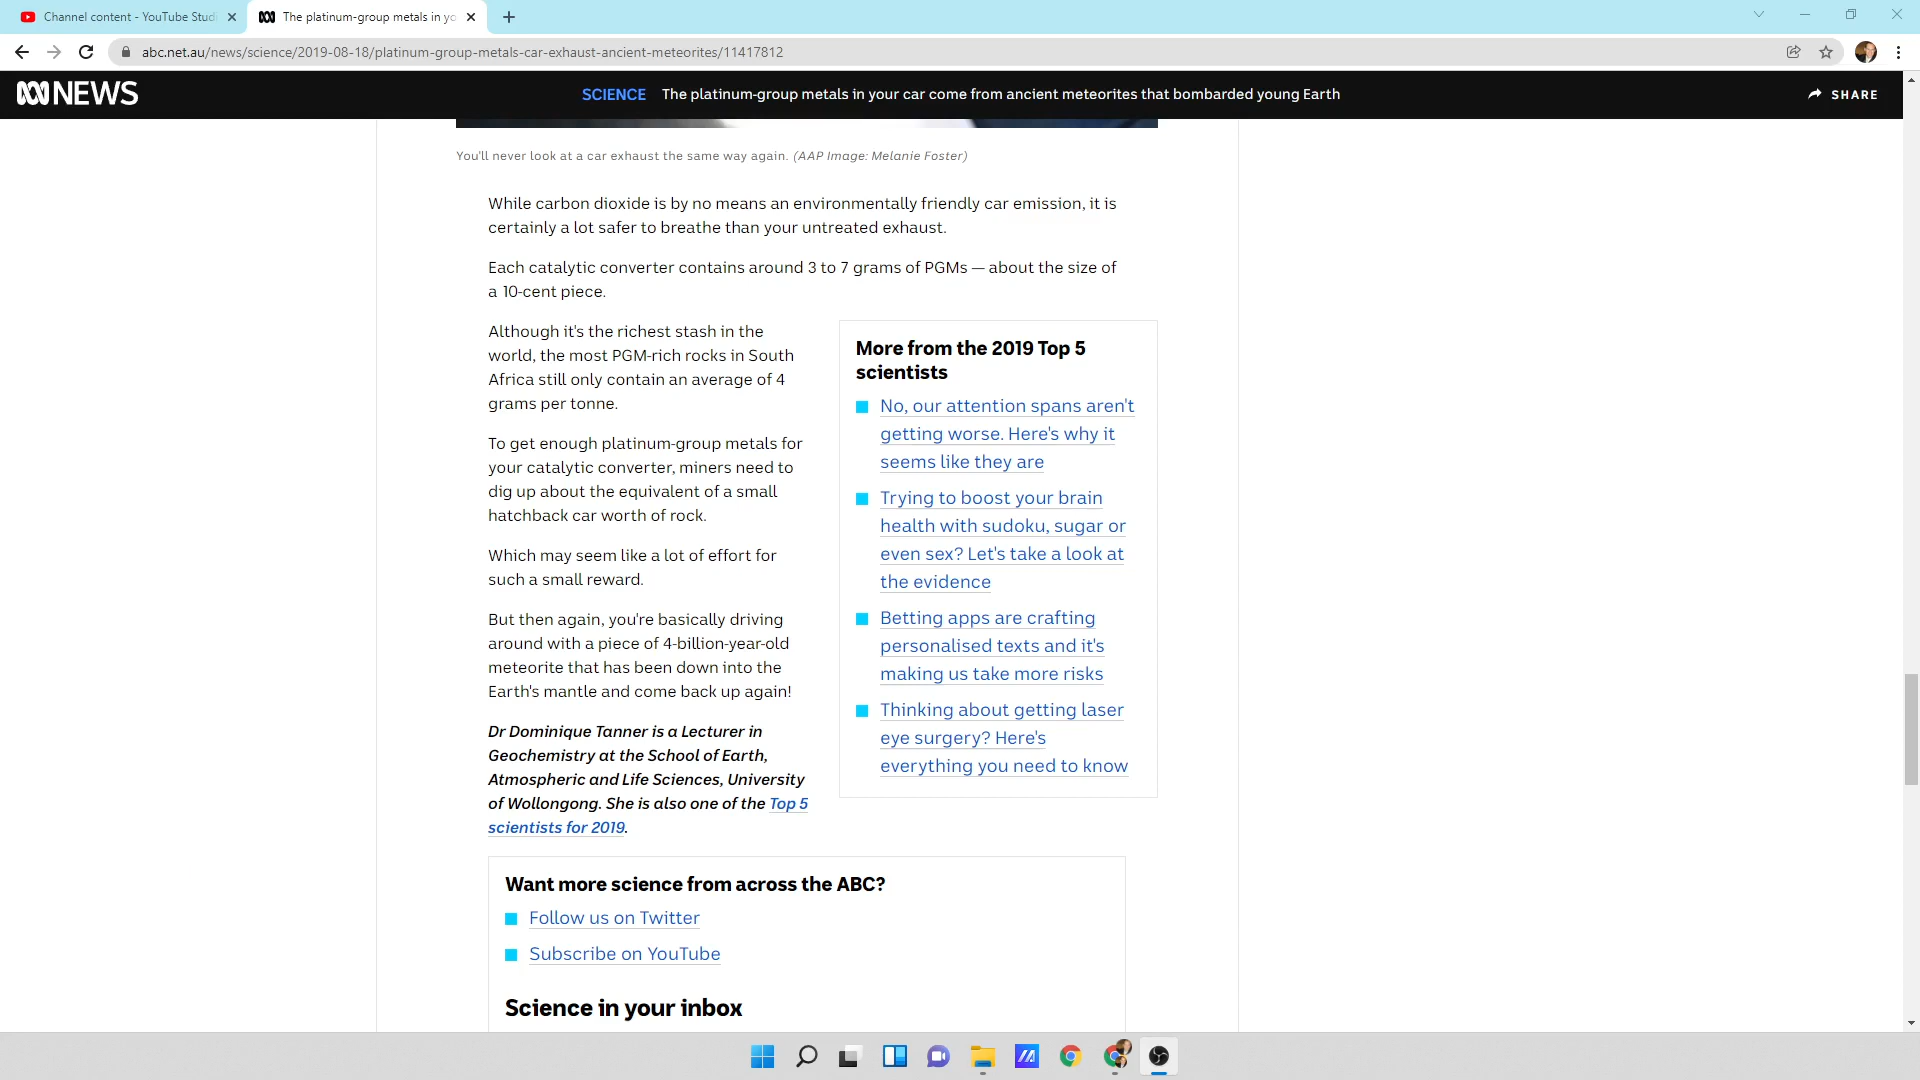 Channel content - YouTube Studi
The platinum-group metals in yo
abc.net.au/news/science/2019-08-18/platinum-group-metals-car-exhaust-ancient-meteorites/11417812
NEWS
SCIENCE The platinum-group metals in your car come from ancient meteorites that bombarded young Earth
SHARE
You'll never look at a car exhaust the same way again. (AAP Image: Melanie Foster)
While carbon dioxide is by no means an environmentally friendly car emission, it is
certainly a lot safer to breathe than your untreated exhaust.
Each catalytic converter contains around 3 to 7 grams of PGMs — about the size of
a 10-cent piece.
Although it's the richest stash in the
world, the most PGM-rich rocks in South
Africa still only contain an average of 4
grams per tonne.
To get enough platinum-group metals for
your catalytic converter, miners need to
dig up about the equivalent of a small
hatchback car worth of rock.
Which may seem like a lot of effort for
such a small reward.
But then again, you're basically driving
around with a piece of 4-billion-year-old
meteorite that has been down into the
Earth's mantle and come back up again!
Dr Dominique Tanner is a Lecturer in
Geochemistry at the School of Earth,
Atmospheric and Life Sciences, University
of Wollongong. She is also one of the Top 5
scientists for 2019.
More from the 2019 Top 5
scientists
No, our attention spans aren't
getting worse. Here's why it
seems like they are
Trying to boost your brain
health with sudoku, sugar or
even sex? Let's take a look at
the evidence
Betting apps are crafting
personalised texts and it's
making us take more risks
Thinking about getting laser
eye surgery? Here's
everything you need to know
Want more science from across the ABC?
Follow us on Twitter
Subscribe on YouTube
Science in your inbox